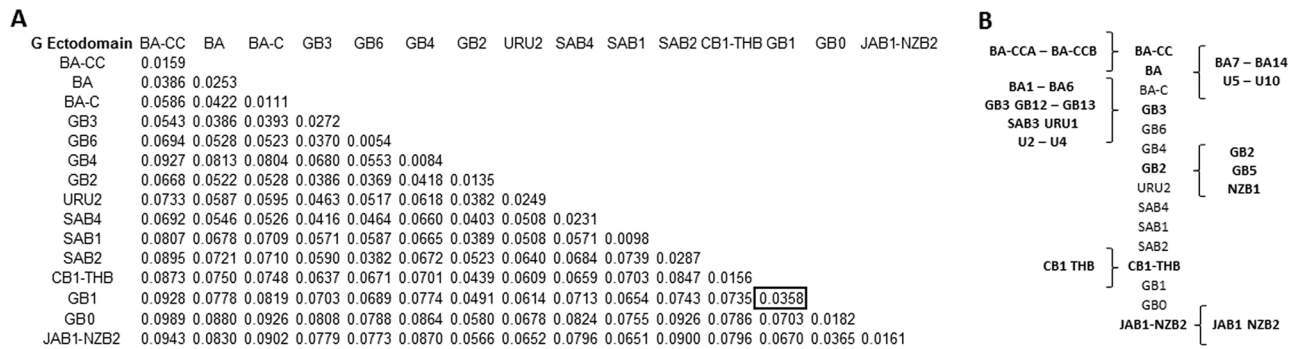 A
G Ectodomain BA-CC BA BA-C GB3 GB6 GB4 GB2 URU2 SAB4 SAB1 SAB2 CB1-THB GB1 GB0 JAB1-NZB2
BA-CC 0.0159
BA 0.0386 0.0253
BA-C 0.0586 0.0422 0.0111
GB3 0.0543 0.0386 0.0393 0.0272
GB6 0.0694 0.0528 0.0523 0.0370 0.0054
GB4 0.0927 0.0813 0.0804 0.0680 0.0553 0.0084
GB2 0.0668 0.0522 0.0528 0.0386 0.0369 0.0418 0.0135
URU2 0.0733 0.0587 0.0595 0.0463 0.0517 0.0618 0.0382 0.0249
SAB4 0.0692 0.0546 0.0526 0.0416 0.0464 0.0660 0.0403 0.0508 0.0231
SAB1 0.0807 0.0678 0.0709 0.0571 0.0587 0.0665 0.0389 0.0508 0.0571 0.0098
SAB2 0.0895 0.0721 0.0710 0.0590 0.0382 0.0672 0.0523 0.0640 0.0684 0.0739 0.0287
CB1-THB 0.0873 0.0750 0.0748 0.0637 0.0671 0.0701 0.0439 0.0609 0.0659 0.0703 0.0847 0.0156
GB1 0.0928 0.0778 0.0819 0.0703 0.0689 0.0774 0.0491 0.0614 0.0713 0.0654 0.0743 0.0735 0.0358
GB0 0.0989 0.0880 0.0926 0.0808 0.0788 0.0864 0.0580 0.0678 0.0824 0.0755 0.0926 0.0786 0.0703 0.0182
JAB1-NZB2 0.0943 0.0830 0.0902 0.0779 0.0773 0.0870 0.0566 0.0652 0.0796 0.0651 0.0900 0.0796 0.0670 0.0365 0.0161
B
BA-CCA – BA-CCB
BA1 – BA6
GB3 GB12 – GB13
SAB3 URU1
U2 – U4
CB1 THB
BA-CC
BA
BA-C
GB3
GB6
GB4
GB2
URU2
SAB4
SAB1
SAB2
CB1-THB
GB1
GB0
JAB1-NZB2
BA7 – BA14
U5 – U10
GB2
GB5
NZB1
JAB1 NZB2